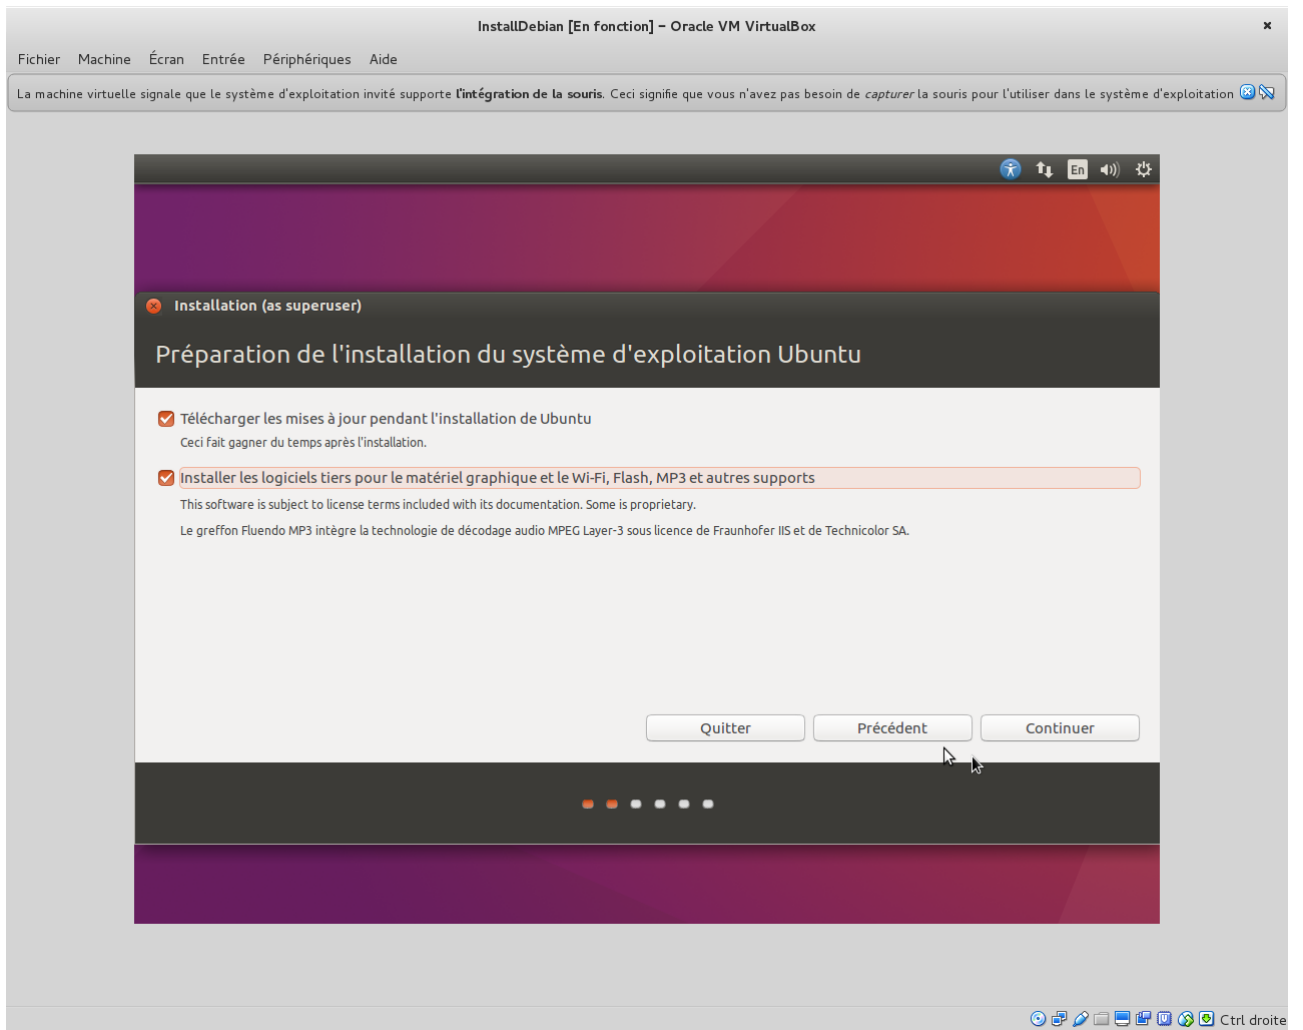 InstallDebian [En fonction] – Oracle VM VirtualBox
Fichier Machine Écran Entrée Périphériques Aide
La machine virtuelle signale que le système d'exploitation invité supporte l'intégration de la souris. Ceci signifie que vous n'avez pas besoin de capturer la souris pour l'utiliser dans le système d'exploitation
En
Installation (as superuser)
Préparation de l'installation du système d'exploitation Ubuntu
Télécharger les mises à jour pendant l'installation de Ubuntu
Ceci fait gagner du temps après l'installation.
Installer les logiciels tiers pour le matériel graphique et le Wi-Fi, Flash, MP3 et autres supports
This software is subject to license terms included with its documentation. Some is proprietary.
Le greffon Fluendo MP3 intègre la technologie de décodage audio MPEG Layer-3 sous licence de Fraunhofer IIS et de Technicolor SA.
Quitter Précédent Continuer
Ctrl droite